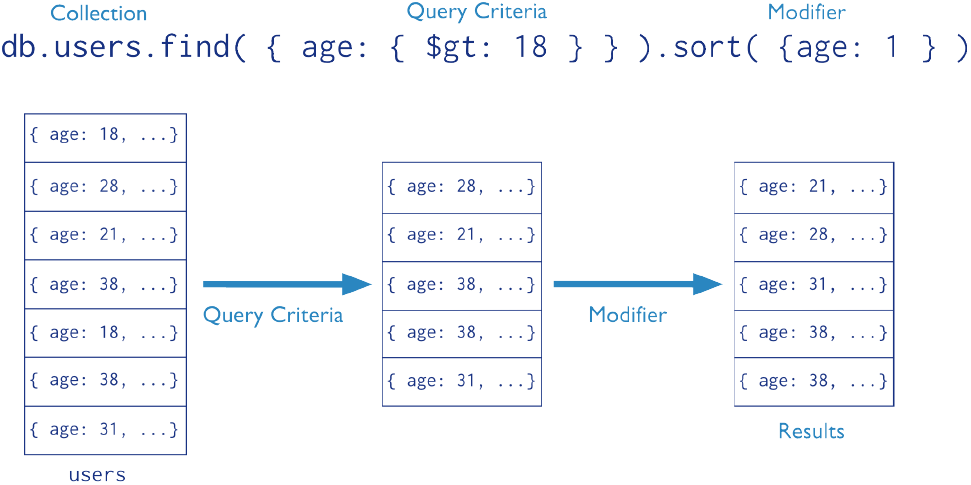 Collection Query Criteria Modifier
db.users.find( { age: { $gt: 18 } } ).sort( {age: 1 } )
{ age: 18, ...}
{ age: 28, ...}
{ age: 21, ...}
{ age: 38, ...}
{ age: 18, ...}
{ age: 38, ...}
{ age: 31, ...}
users
Query Criteria
{ age: 28, ...}
{ age: 21, ...}
{ age: 38, ...}
{ age: 38, ...}
{ age: 31, ...}
Modifier
{ age: 21, ...}
{ age: 28, ...}
{ age: 31, ...}
{ age: 38, ...}
{ age: 38, ...}
Results